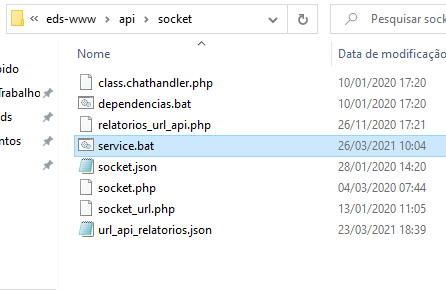 « eds-www > api > socket
Pesquisar sock
Nome
Data de modificação
class.chathandler.php 10/01/2020 17:20
dependencias.bat 10/01/2020 17:20
relatorios_url_api.php 26/11/2020 17:21
service.bat 26/03/2021 10:04
socket.json 28/01/2020 14:20
socket.php 04/03/2020 07:44
socket_url.php 13/01/2020 11:05
url_api_relatorios.json 23/03/2021 18:39
pido
Trabalho
ds
ntos